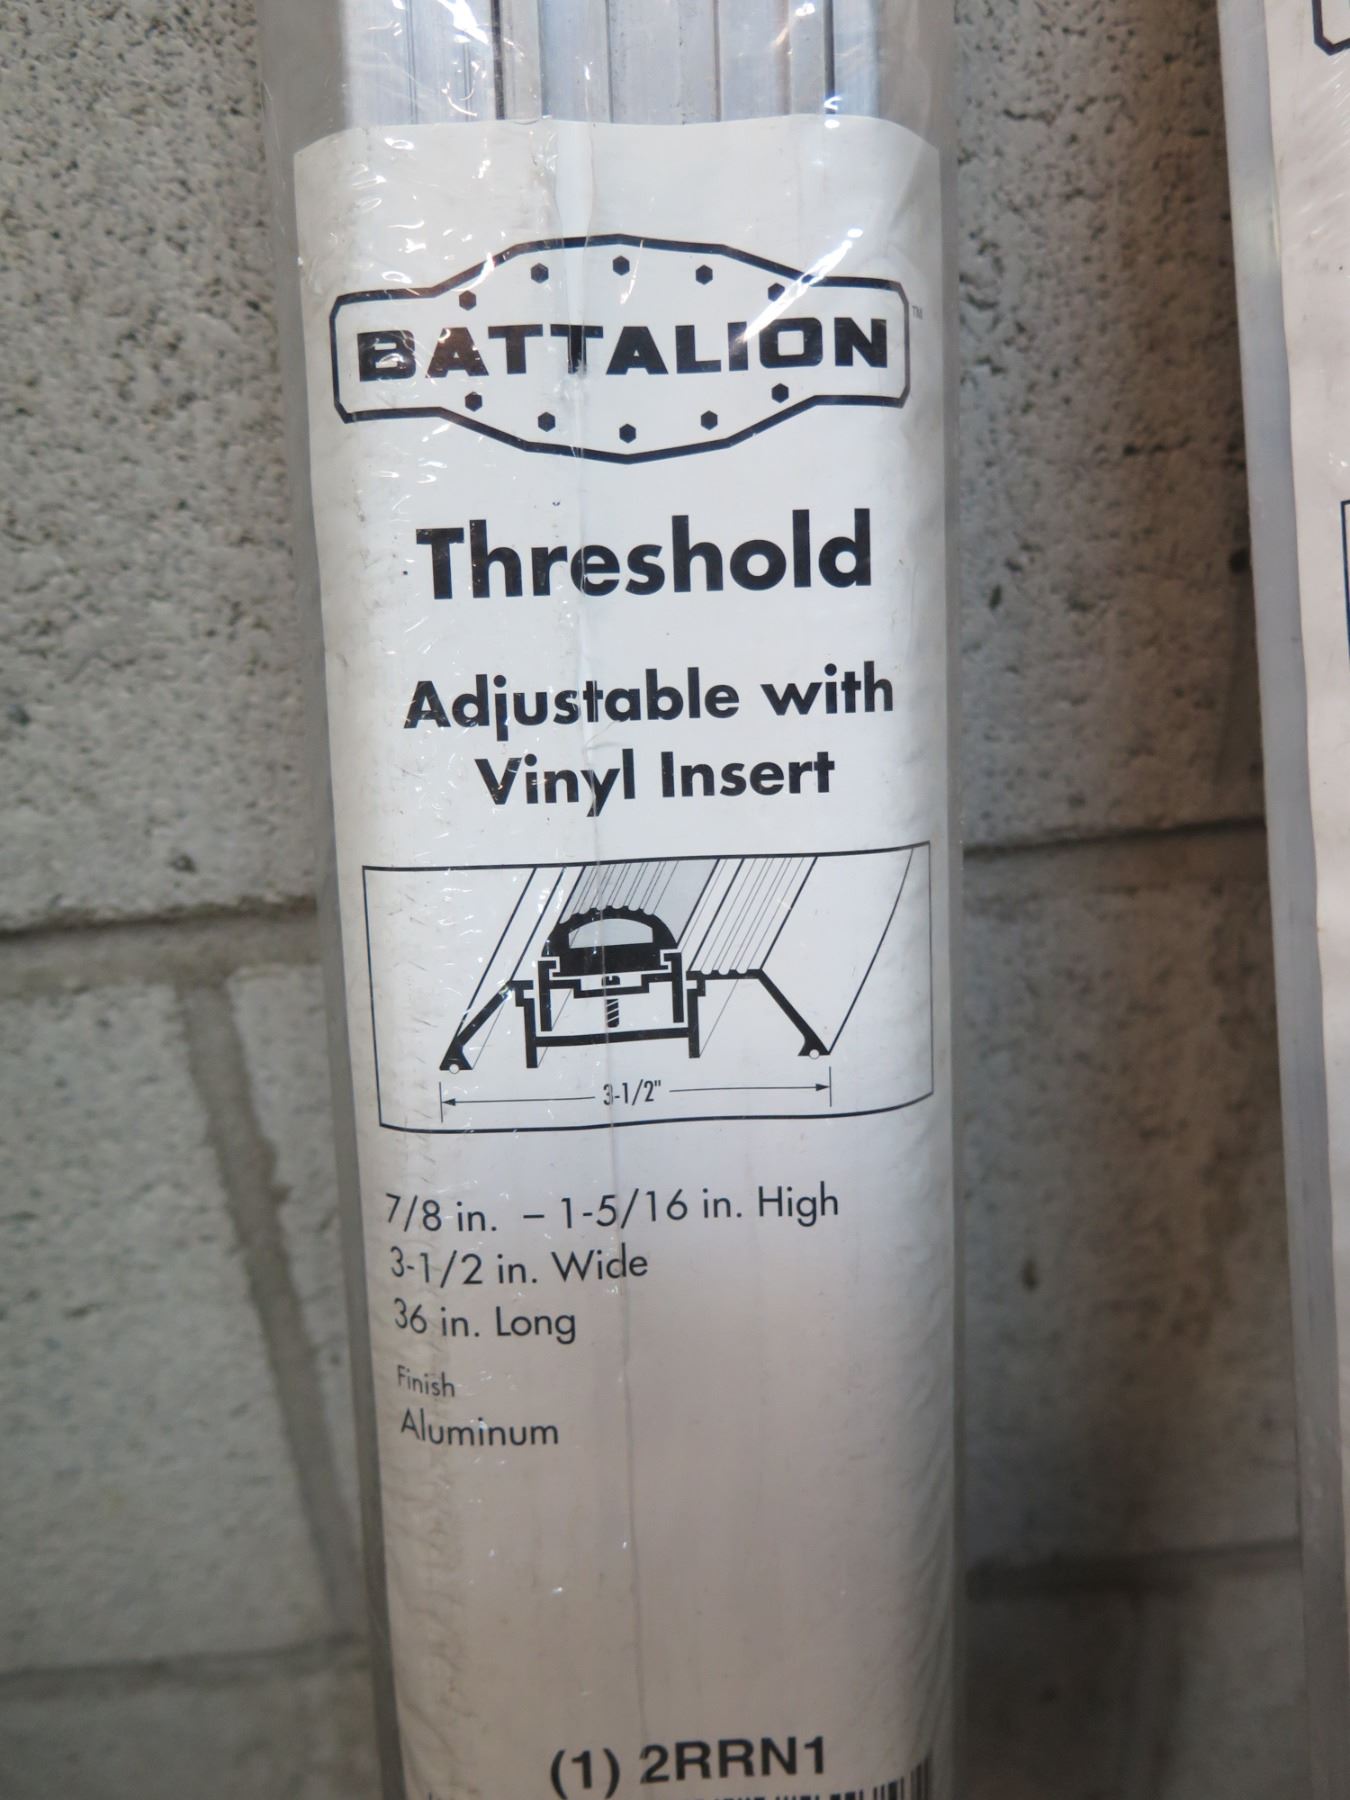 BATTALION™
Threshold
Adjustable with
Vinyl Insert
3-1/2"
7/8 in. – 1-5/16 in. High
3-1/2 in. Wide
36 in. Long
Finish
Aluminum
(1) 2RRN1